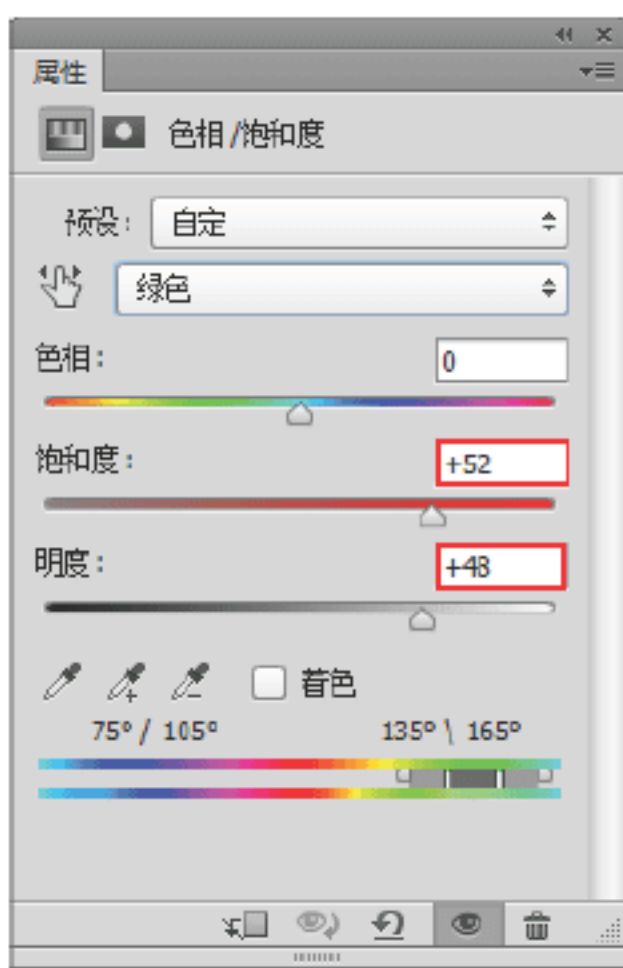 属性
色相/饱和度
预设： 自定
绿色
色相： 0
饱和度： +52
明度： +48
着色
75°/ 105° 135°\ 165°